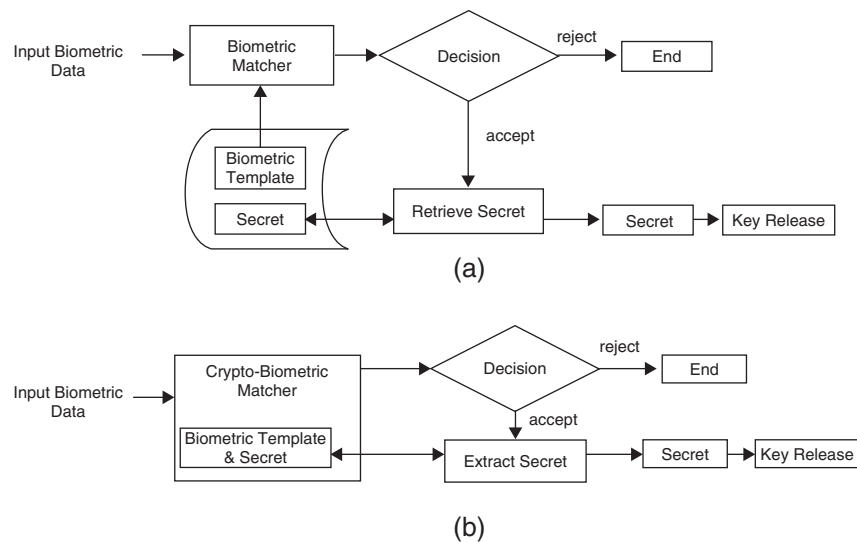 Input Biometric
Data
Biometric
Matcher
Decision
reject
End
accept
Biometric
Template
Secret
Retrieve Secret
Secret
Key Release
(a)
Input Biometric
Data
Crypto-Biometric
Matcher
Decision
reject
End
accept
Biometric Template
& Secret
Extract Secret
Secret
Key Release
(b)